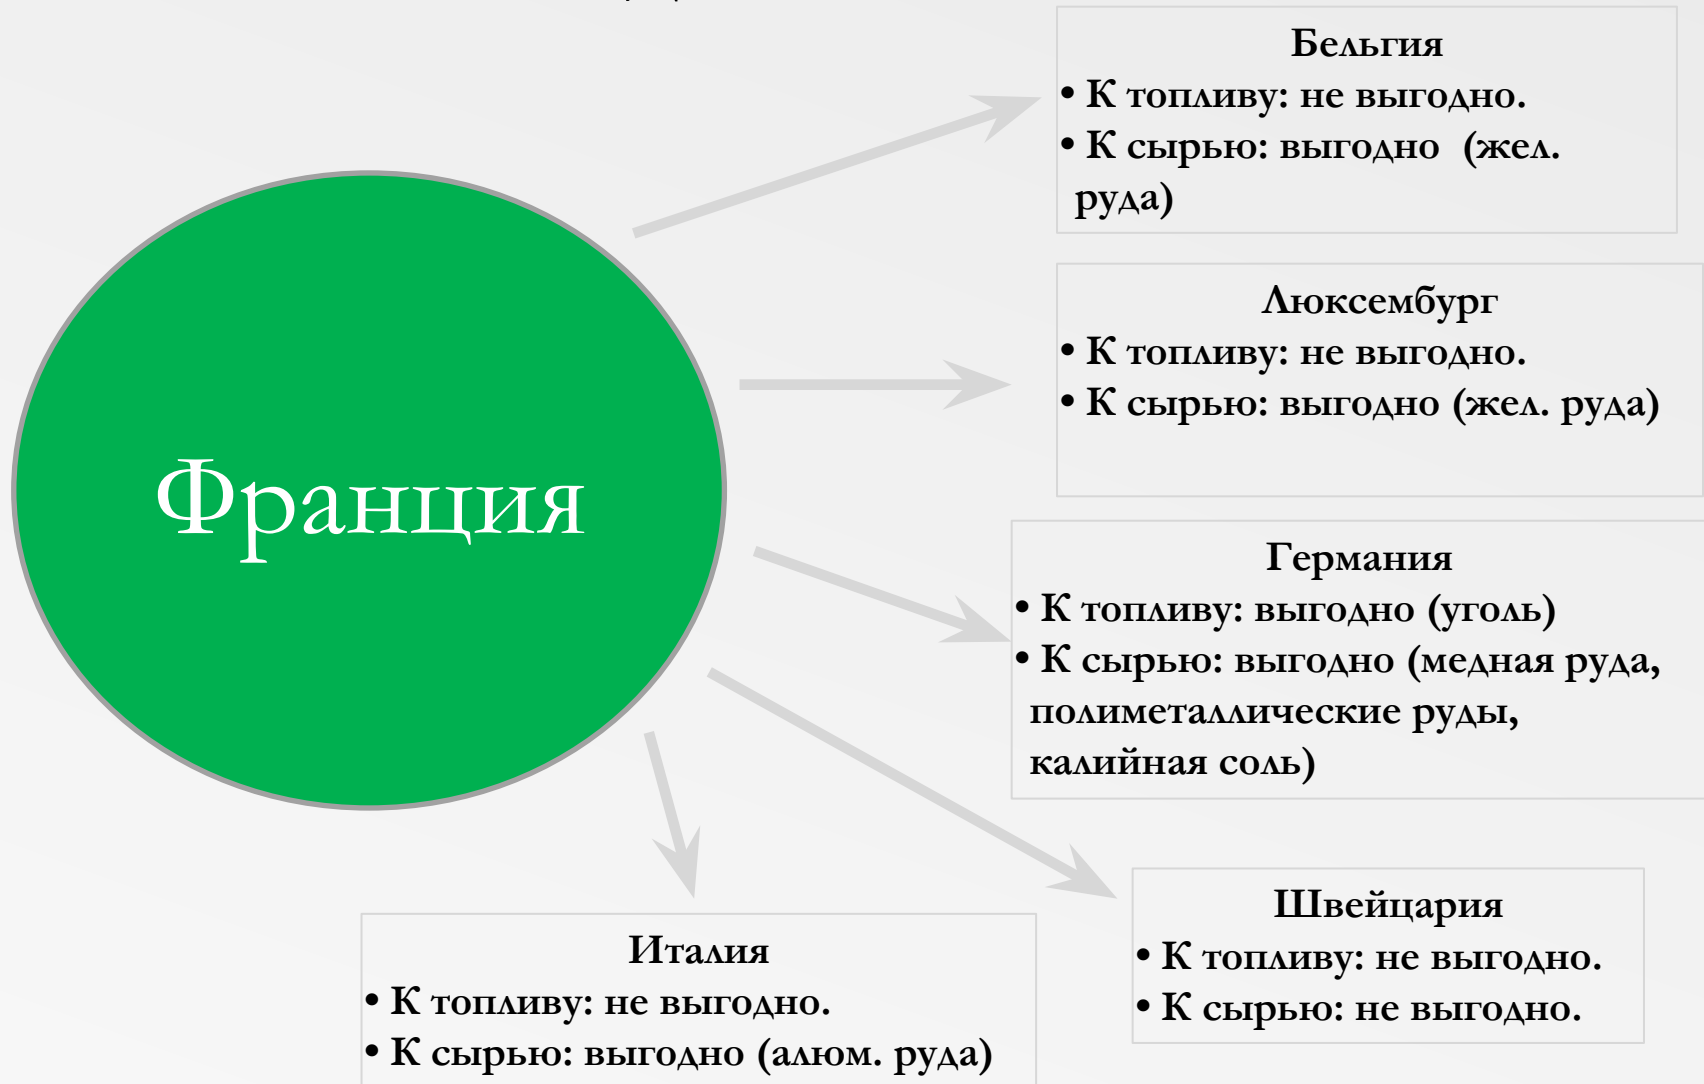 Франция
Бельгия
• К топливу: не выгодно.
• К сырью: выгодно (жел.
руда)
Люксембург
• К топливу: не выгодно.
• К сырью: выгодно (жел. руда)
Германия
• К топливу: выгодно (уголь)
• К сырью: выгодно (медная руда,
полиметаллические руды,
калийная соль)
Швейцария
• К топливу: не выгодно.
• К сырью: не выгодно.
Италия
• К топливу: не выгодно.
• К сырью: выгодно (алюм. руда)